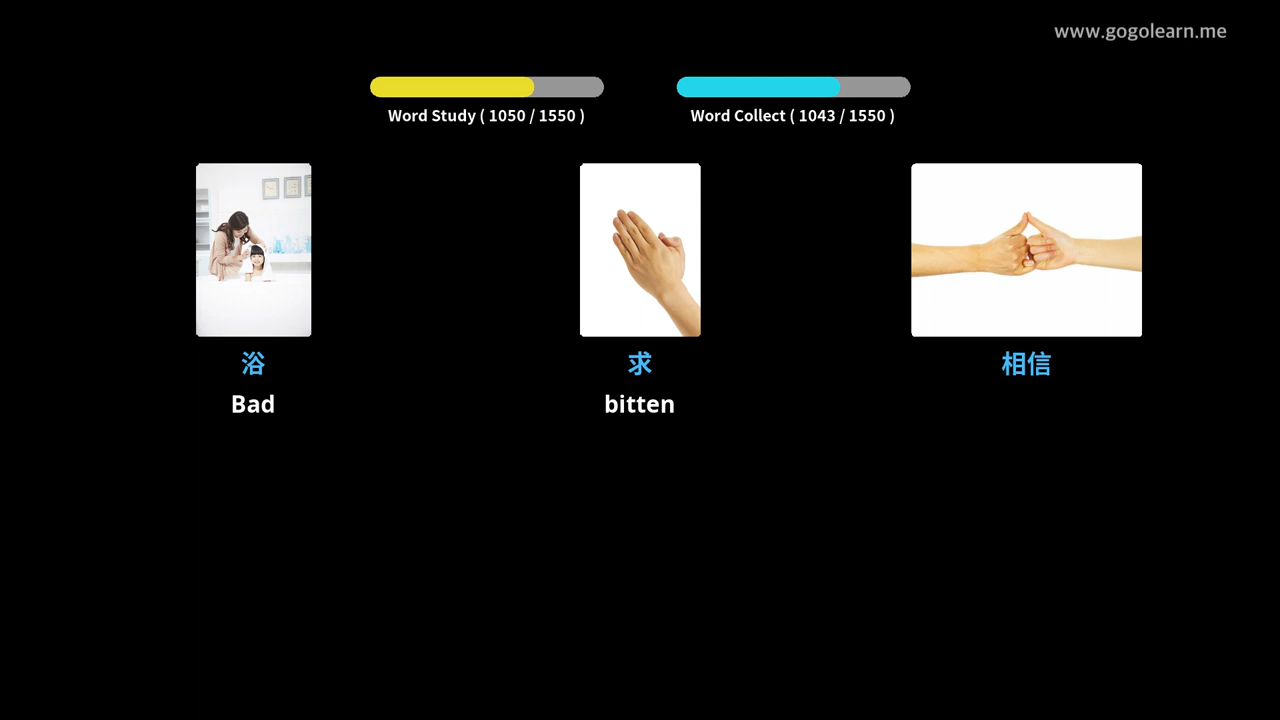 www.gogolearn.me
Word Study ( 1050 / 1550 )
Word Collect ( 1043 / 1550 )
浴
求
相信
Bad
bitten